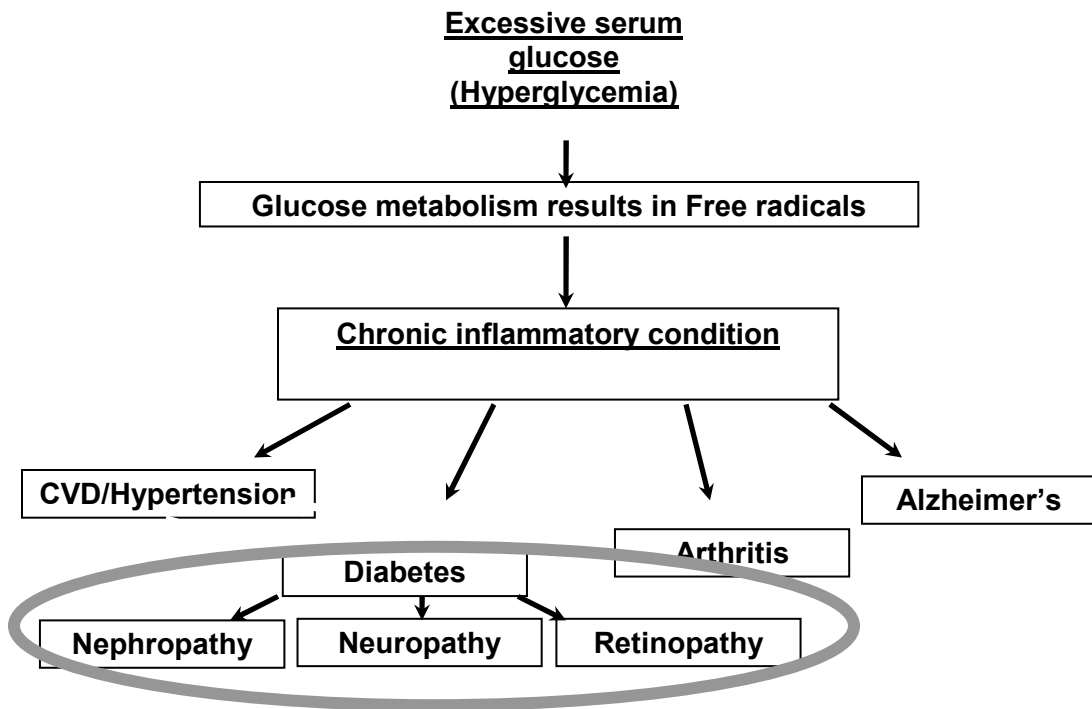 Excessive serum
glucose
(Hyperglycemia)
Glucose metabolism results in Free radicals
Chronic inflammatory condition
CVD/Hypertension
Alzheimer’s
Arthritis
Diabetes
Nephropathy
Neuropathy
Retinopathy